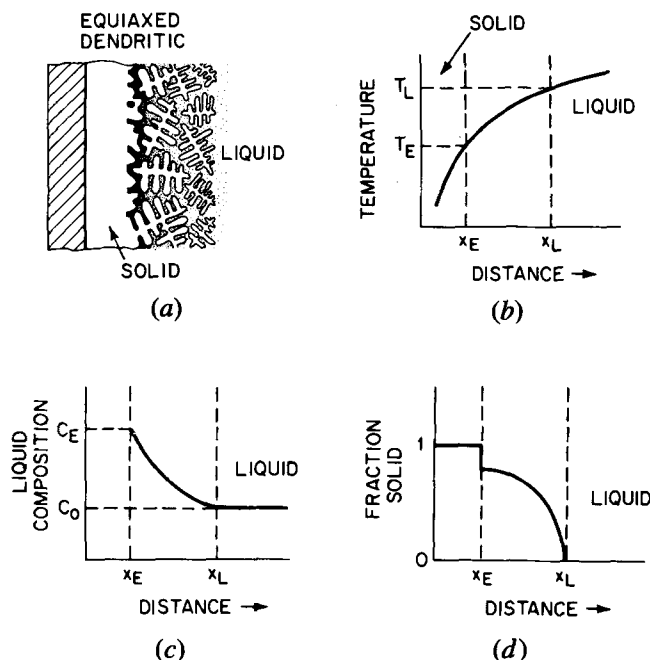 EQUIAXED
DENDRITIC
LIQUID
SOLID
(a)
SOLID
TEMPERATURE
T_L
T_E
LIQUID
x_E
x_L
DISTANCE →
(b)
LIQUID
COMPOSITION
C_E
C_0
LIQUID
x_E
x_L
DISTANCE →
(c)
FRACTION
SOLID
1
0
LIQUID
x_E
x_L
DISTANCE →
(d)